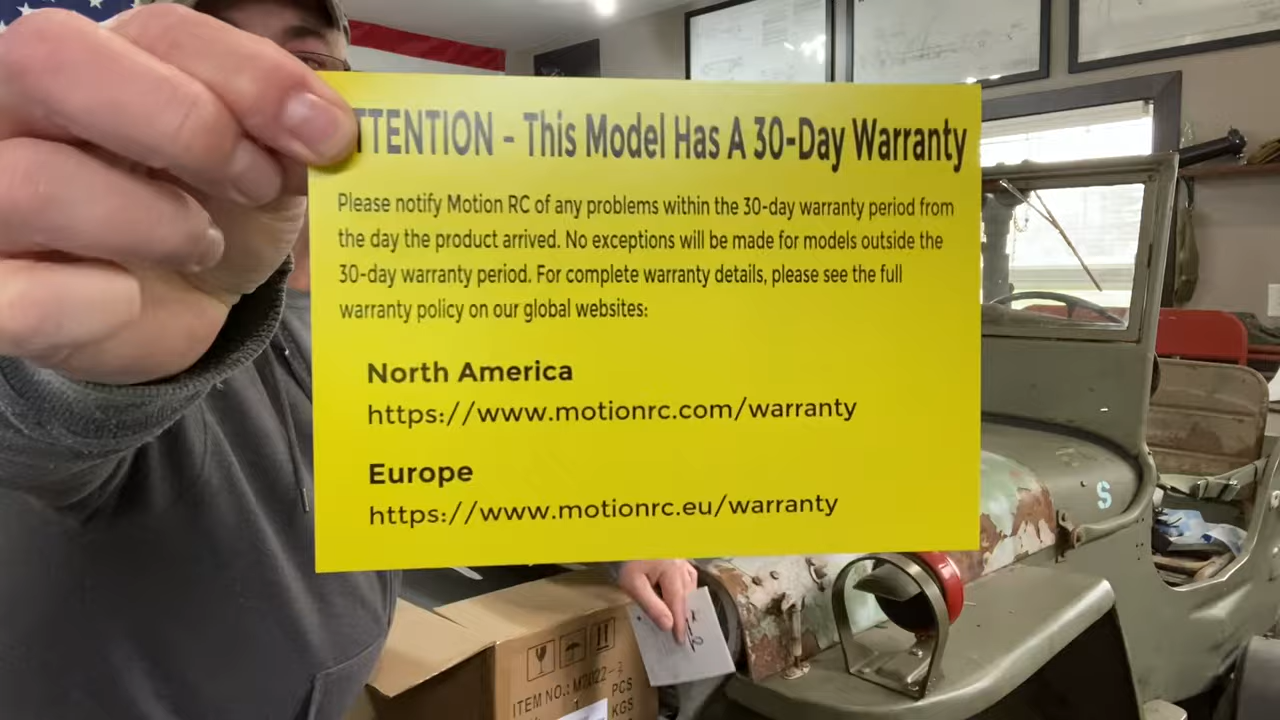 TTENTION - This Model Has A 30-Day Warranty
Please notify Motion RC of any problems within the 30-day warranty period from
the day the product arrived. No exceptions will be made for models outside the
30-day warranty period. For complete warranty details, please see the full
warranty policy on our global websites:
North America
https://www.motionrc.com/warranty
Europe
https://www.motionrc.eu/warranty
S
ITEM NO.:
1 PCS
KGS